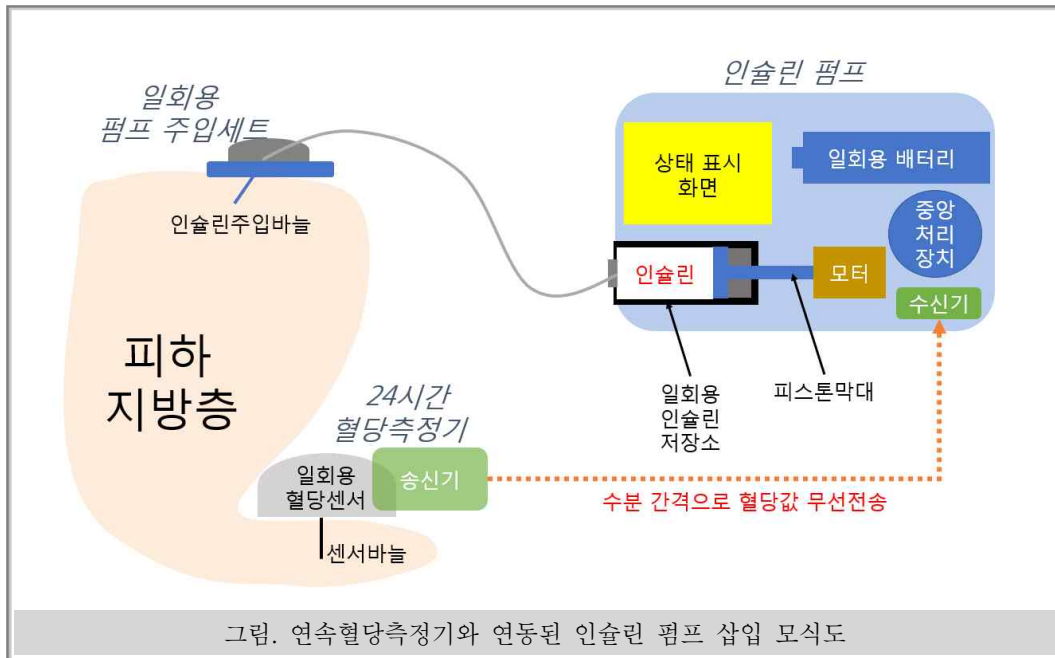 인슐린 펌프
일회용
펌프 주입세트
상태 표시
화면
일회용 배터리
중앙
처리
장치
인슐린주입바늘
인슐린
모터
수신기
피하
지방층
24시간
혈당측정기
일회용
인슐린
저장소
피스톤막대
일회용
혈당센서
송신기
수분 간격으로 혈당값 무선전송
센서바늘
그림. 연속혈당측정기와 연동된 인슐린 펌프 삽입 모식도